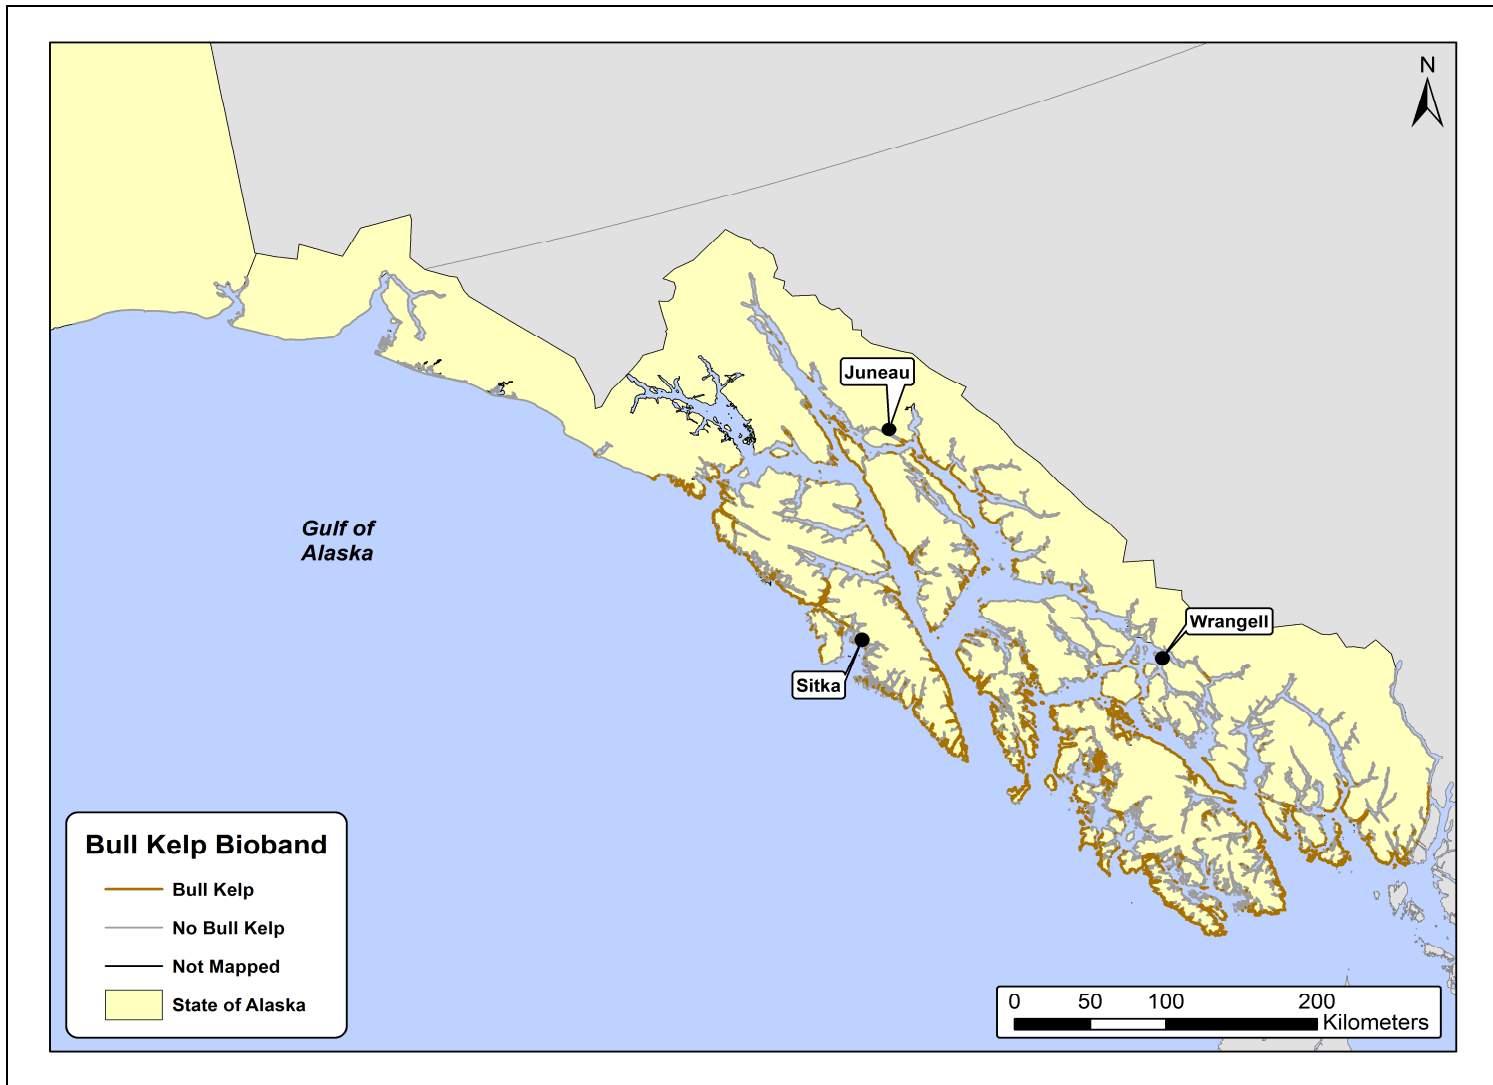 N
Juneau
Gulf of
Alaska
Wrangell
Sitka
Bull Kelp Bioband
Bull Kelp
No Bull Kelp
Not Mapped
State of Alaska
0 50 100 200
Kilometers